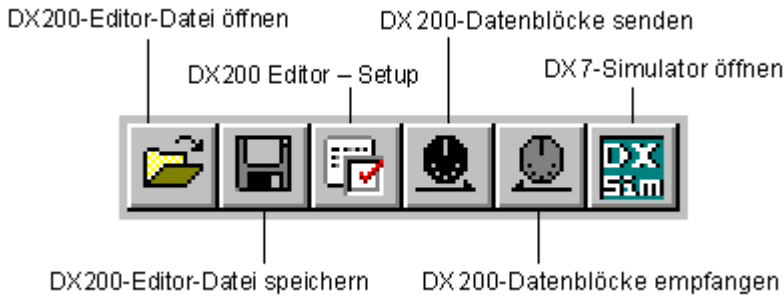 DX200-Editor-Datei öffnen
DX200-Datenblöcke senden
DX200 Editor – Setup
DX7-Simulator öffnen
DX
Sim
DX200-Editor-Datei speichern
DX200-Datenblöcke empfangen